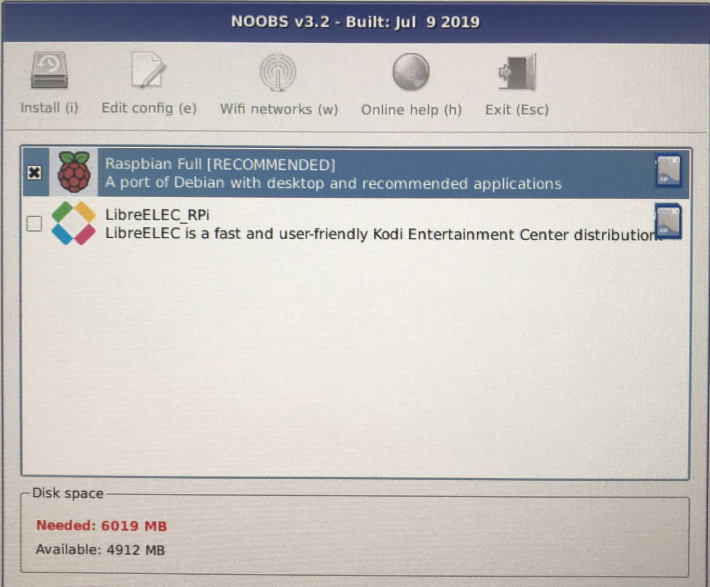 NOOBS v3.2 - Built: Jul 9 2019
Install (i) Edit config (e) Wifi networks (w) Online help (h) Exit (Esc)
Raspbian Full [RECOMMENDED]
A port of Debian with desktop and recommended applications
LibreELEC_RPi
LibreELEC is a fast and user-friendly Kodi Entertainment Center distribution
Disk space
Needed: 6019 MB
Available: 4912 MB